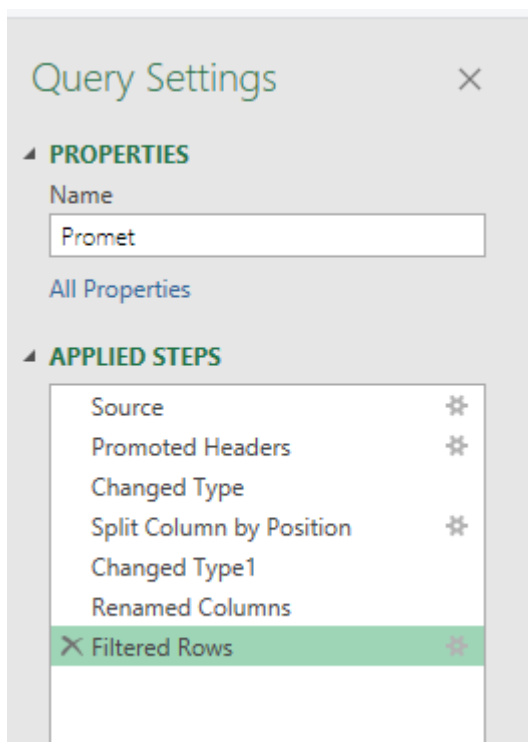 Query Settings
PROPERTIES
Name
Promet
All Properties
APPLIED STEPS
Source
Promoted Headers
Changed Type
Split Column by Position
Changed Type1
Renamed Columns
Filtered Rows